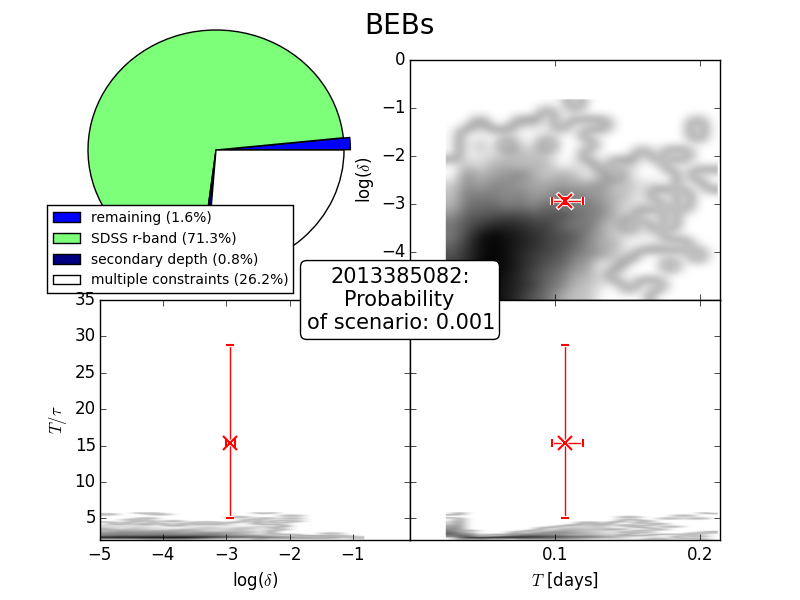 BEBs
remaining (1.6%)
SDSS r-band (71.3%)
secondary depth (0.8%)
multiple constraints (26.2%)
0
−1
−2
−3
−4
log(δ)
2013385082:
Probability
of scenario: 0.001
35
30
25
20
15
10
5
T/τ
−5 −4 −3 −2 −1
log(δ)
0.1 0.2
T [days]